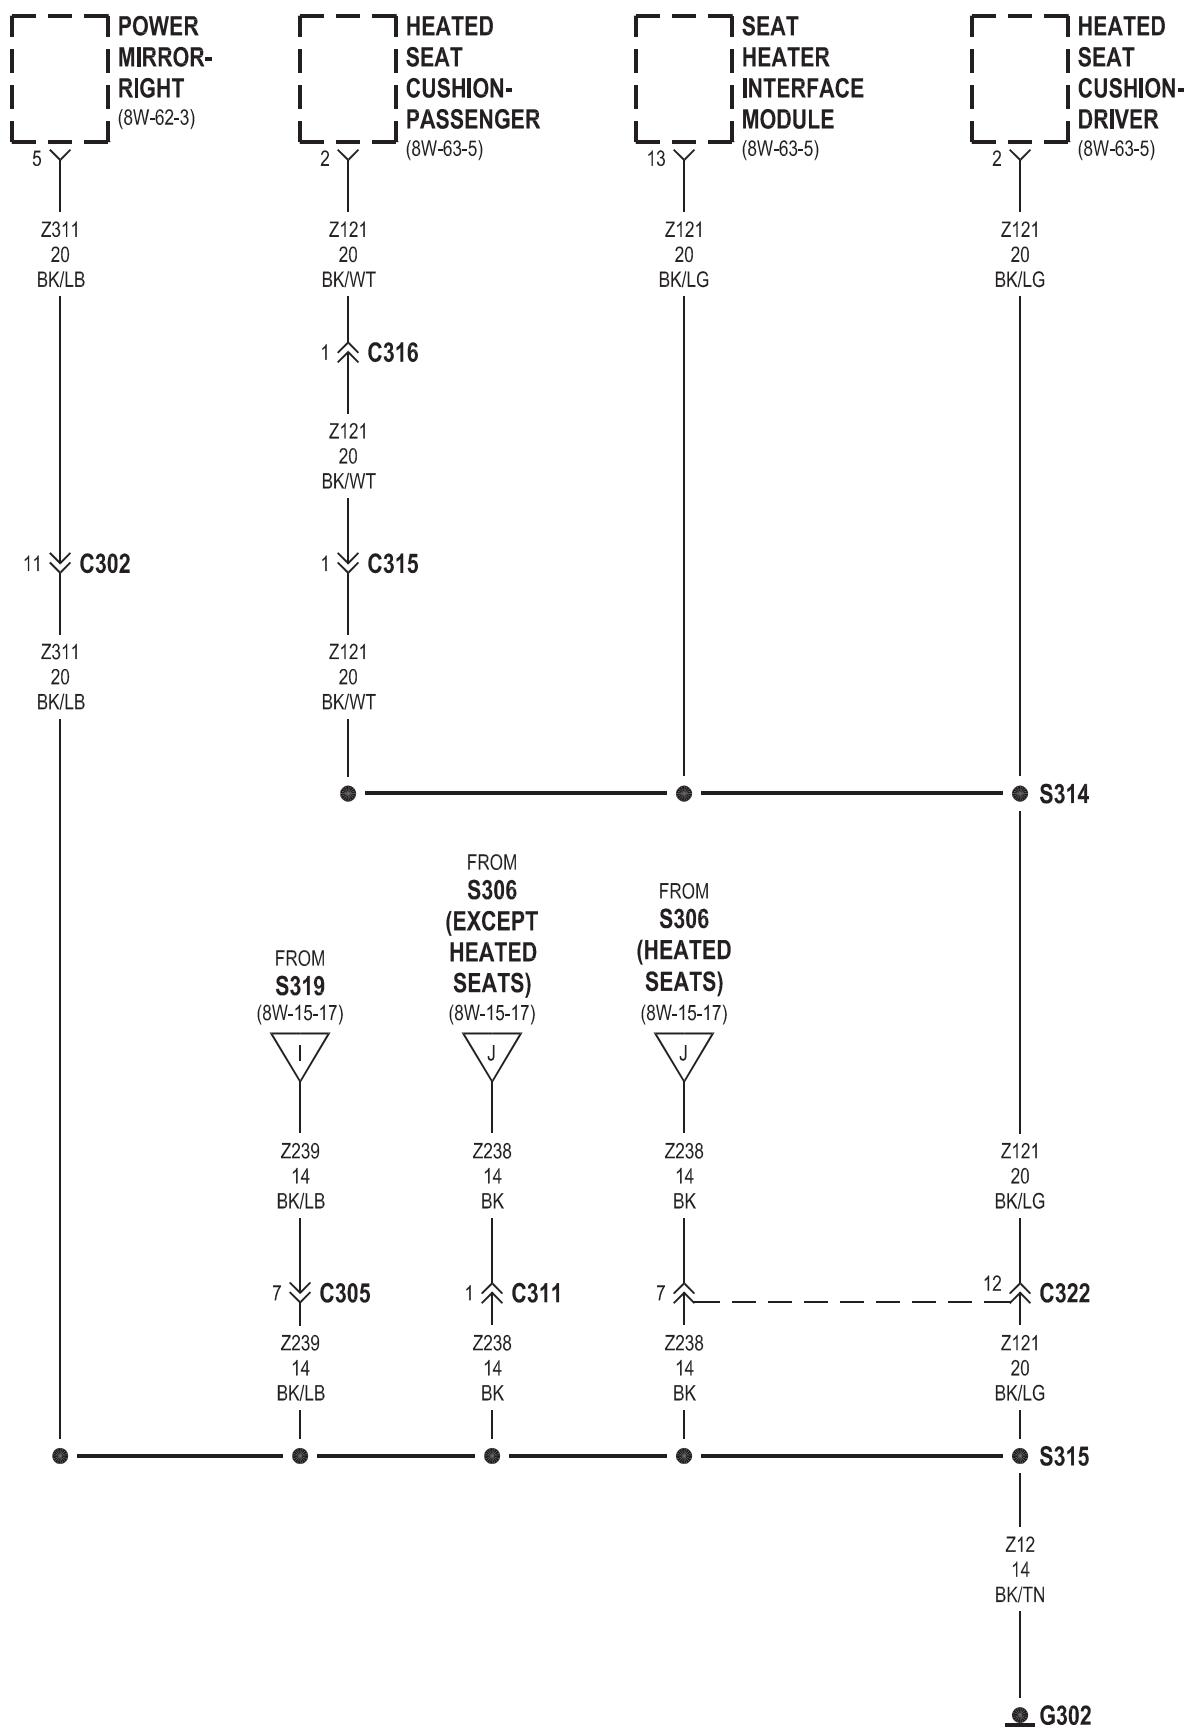 POWER
MIRROR-
RIGHT
(8W-62-3)
HEATED
SEAT
CUSHION-
PASSENGER
(8W-63-5)
SEAT
HEATER
INTERFACE
MODULE
(8W-63-5)
HEATED
SEAT
CUSHION-
DRIVER
(8W-63-5)
5
2
13
2
Z311
20
BK/LB
Z121
20
BK/WT
Z121
20
BK/LG
Z121
20
BK/LG
1 C316
Z121
20
BK/WT
11 C302
1 C315
Z311
20
BK/LB
Z121
20
BK/WT
S314
FROM
S319
(8W-15-17)
I
FROM
S306
(EXCEPT
HEATED
SEATS)
(8W-15-17)
J
FROM
S306
(HEATED
SEATS)
(8W-15-17)
J
Z239
14
BK/LB
Z238
14
BK
Z238
14
BK
Z121
20
BK/LG
7 C305
1 C311
7
12 C322
Z239
14
BK/LB
Z238
14
BK
Z238
14
BK
Z121
20
BK/LG
S315
Z12
14
BK/TN
G302